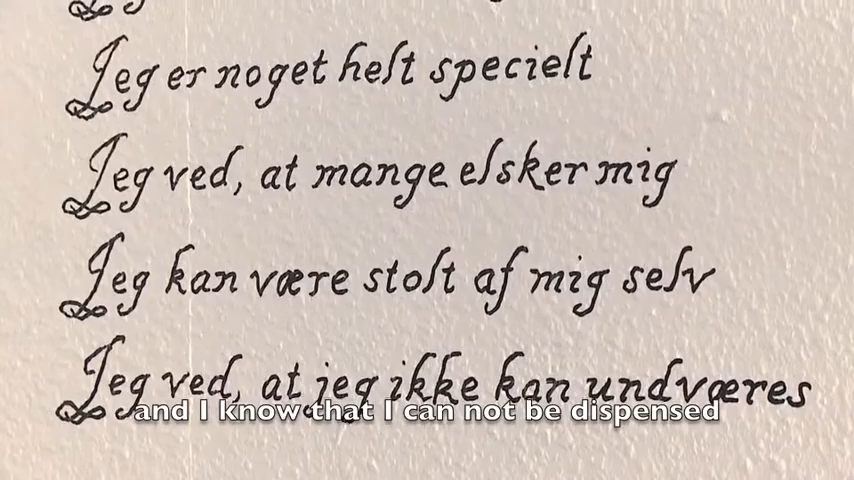 Jeg er noget helt specielt
Jeg ved, at mange elsker mig
Jeg kan være stolt af mig selv
Jeg ved, at jeg ikke kan undværes
and I know that I can not be dispensed